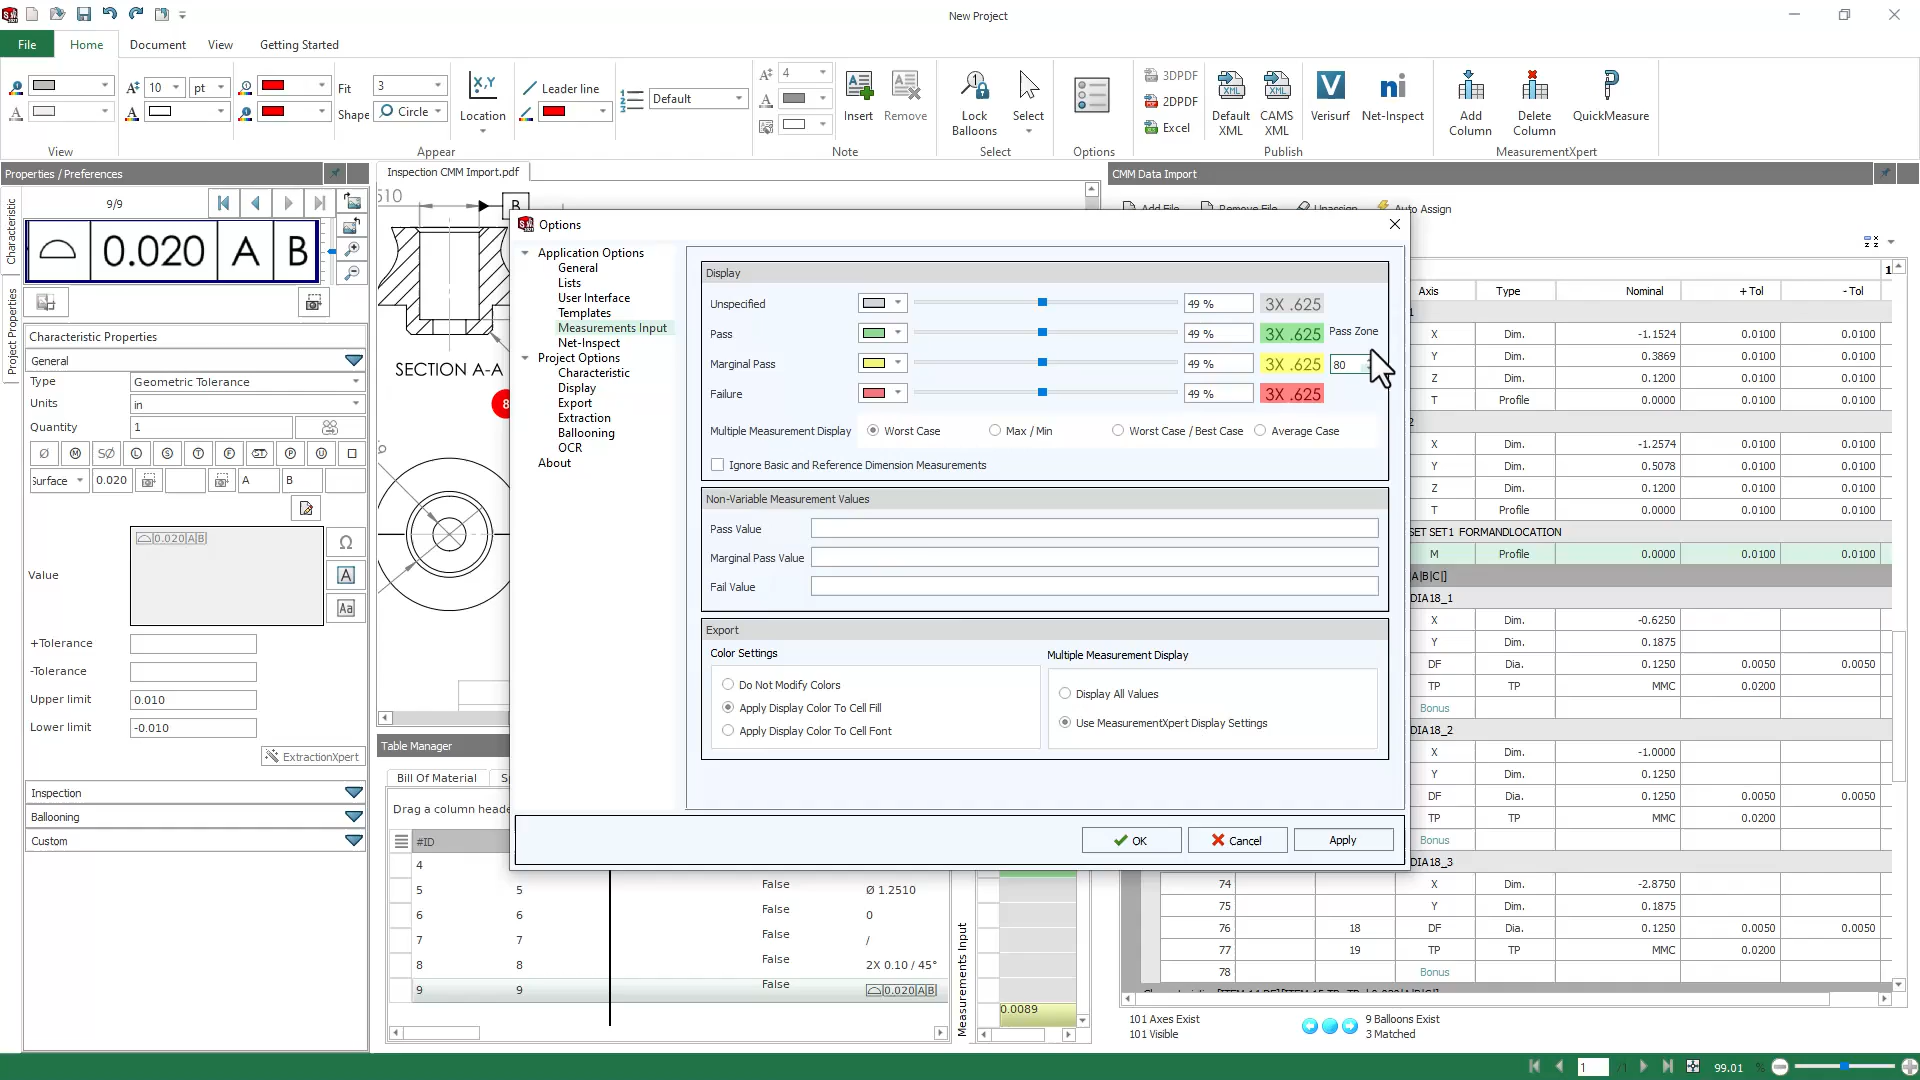 New Project
File Home Document View Getting Started
10 pt
Fit 3
Shape Circle
Location
Leader line
Default
4
Insert Remove
Lock Balloons
Select
Options
3DPDF
2DPDF
Excel
Default XML
CAMS XML
Verisurf
Net-Inspect
Add Column
Delete Column
QuickMeasure
View Appear Note Select Options Publish MeasurementXpert
Properties / Preferences
Inspection CMM Import.pdf
CMM Data Import
Characteristic
Project Properties
9/9
0.020 A B
Characteristic Properties
General
Type Geometric Tolerance
Units in
Quantity 1
Surface 0.020 A B
Value
0.020|A|B
+Tolerance
-Tolerance
Upper limit 0.010
Lower limit -0.010
ExtractionXpert
Inspection
Ballooning
Custom
B
SECTION A-A
8
Options
Application Options
General
Lists
User Interface
Templates
Measurements Input
Net-Inspect
Project Options
Characteristic
Display
Export
Extraction
Ballooning
OCR
About
Display
Unspecified 49 % 3X .625
Pass 49 % 3X .625 Pass Zone
Marginal Pass 49 % 3X .625 80
Failure 49 % 3X .625
Multiple Measurement Display Worst Case Max / Min Worst Case / Best Case Average Case
Ignore Basic and Reference Dimension Measurements
Non-Variable Measurement Values
Pass Value
Marginal Pass Value
Fail Value
Export
Color Settings
Do Not Modify Colors
Apply Display Color To Cell Fill
Apply Display Color To Cell Font
Multiple Measurement Display
Display All Values
Use MeasurementXpert Display Settings
OK Cancel Apply
Table Manager
Bill Of Material
#ID
4
5 5 False Ø 1.2510
6 6 False 0
7 7 False /
8 8 False 2X 0.10 / 45°
9 9 False 0.020|A|B
Measurements Input
0.0089
Auto Assign
Axis Type Nominal + Tol - Tol
X Dim. -1.1524 0.0100 0.0100
Y Dim. 0.3869 0.0100 0.0100
Z Dim. 0.1200 0.0100 0.0100
T Profile 0.0000 0.0100 0.0100
X Dim. -1.2574 0.0100 0.0100
Y Dim. 0.5078 0.0100 0.0100
Z Dim. 0.1200 0.0100 0.0100
T Profile 0.0000 0.0100 0.0100
SET SET1 FORMANDLOCATION
M Profile 0.0000 0.0100 0.0100
A|B|C|]
DIA18_1
X Dim. -0.6250
Y Dim. 0.1875
DF Dia. 0.1250 0.0050 0.0050
TP TP MMC 0.0200
Bonus
DIA18_2
X Dim. -1.0000
Y Dim. 0.1250
DF Dia. 0.1250 0.0050 0.0050
TP TP MMC 0.0200
Bonus
DIA18_3
74 X Dim. -2.8750
75 Y Dim. 0.1875
76 18 DF Dia. 0.1250 0.0050 0.0050
77 19 TP TP MMC 0.0200
78 Bonus
101 Axes Exist
101 Visible
9 Balloons Exist
3 Matched
1 99.01 %